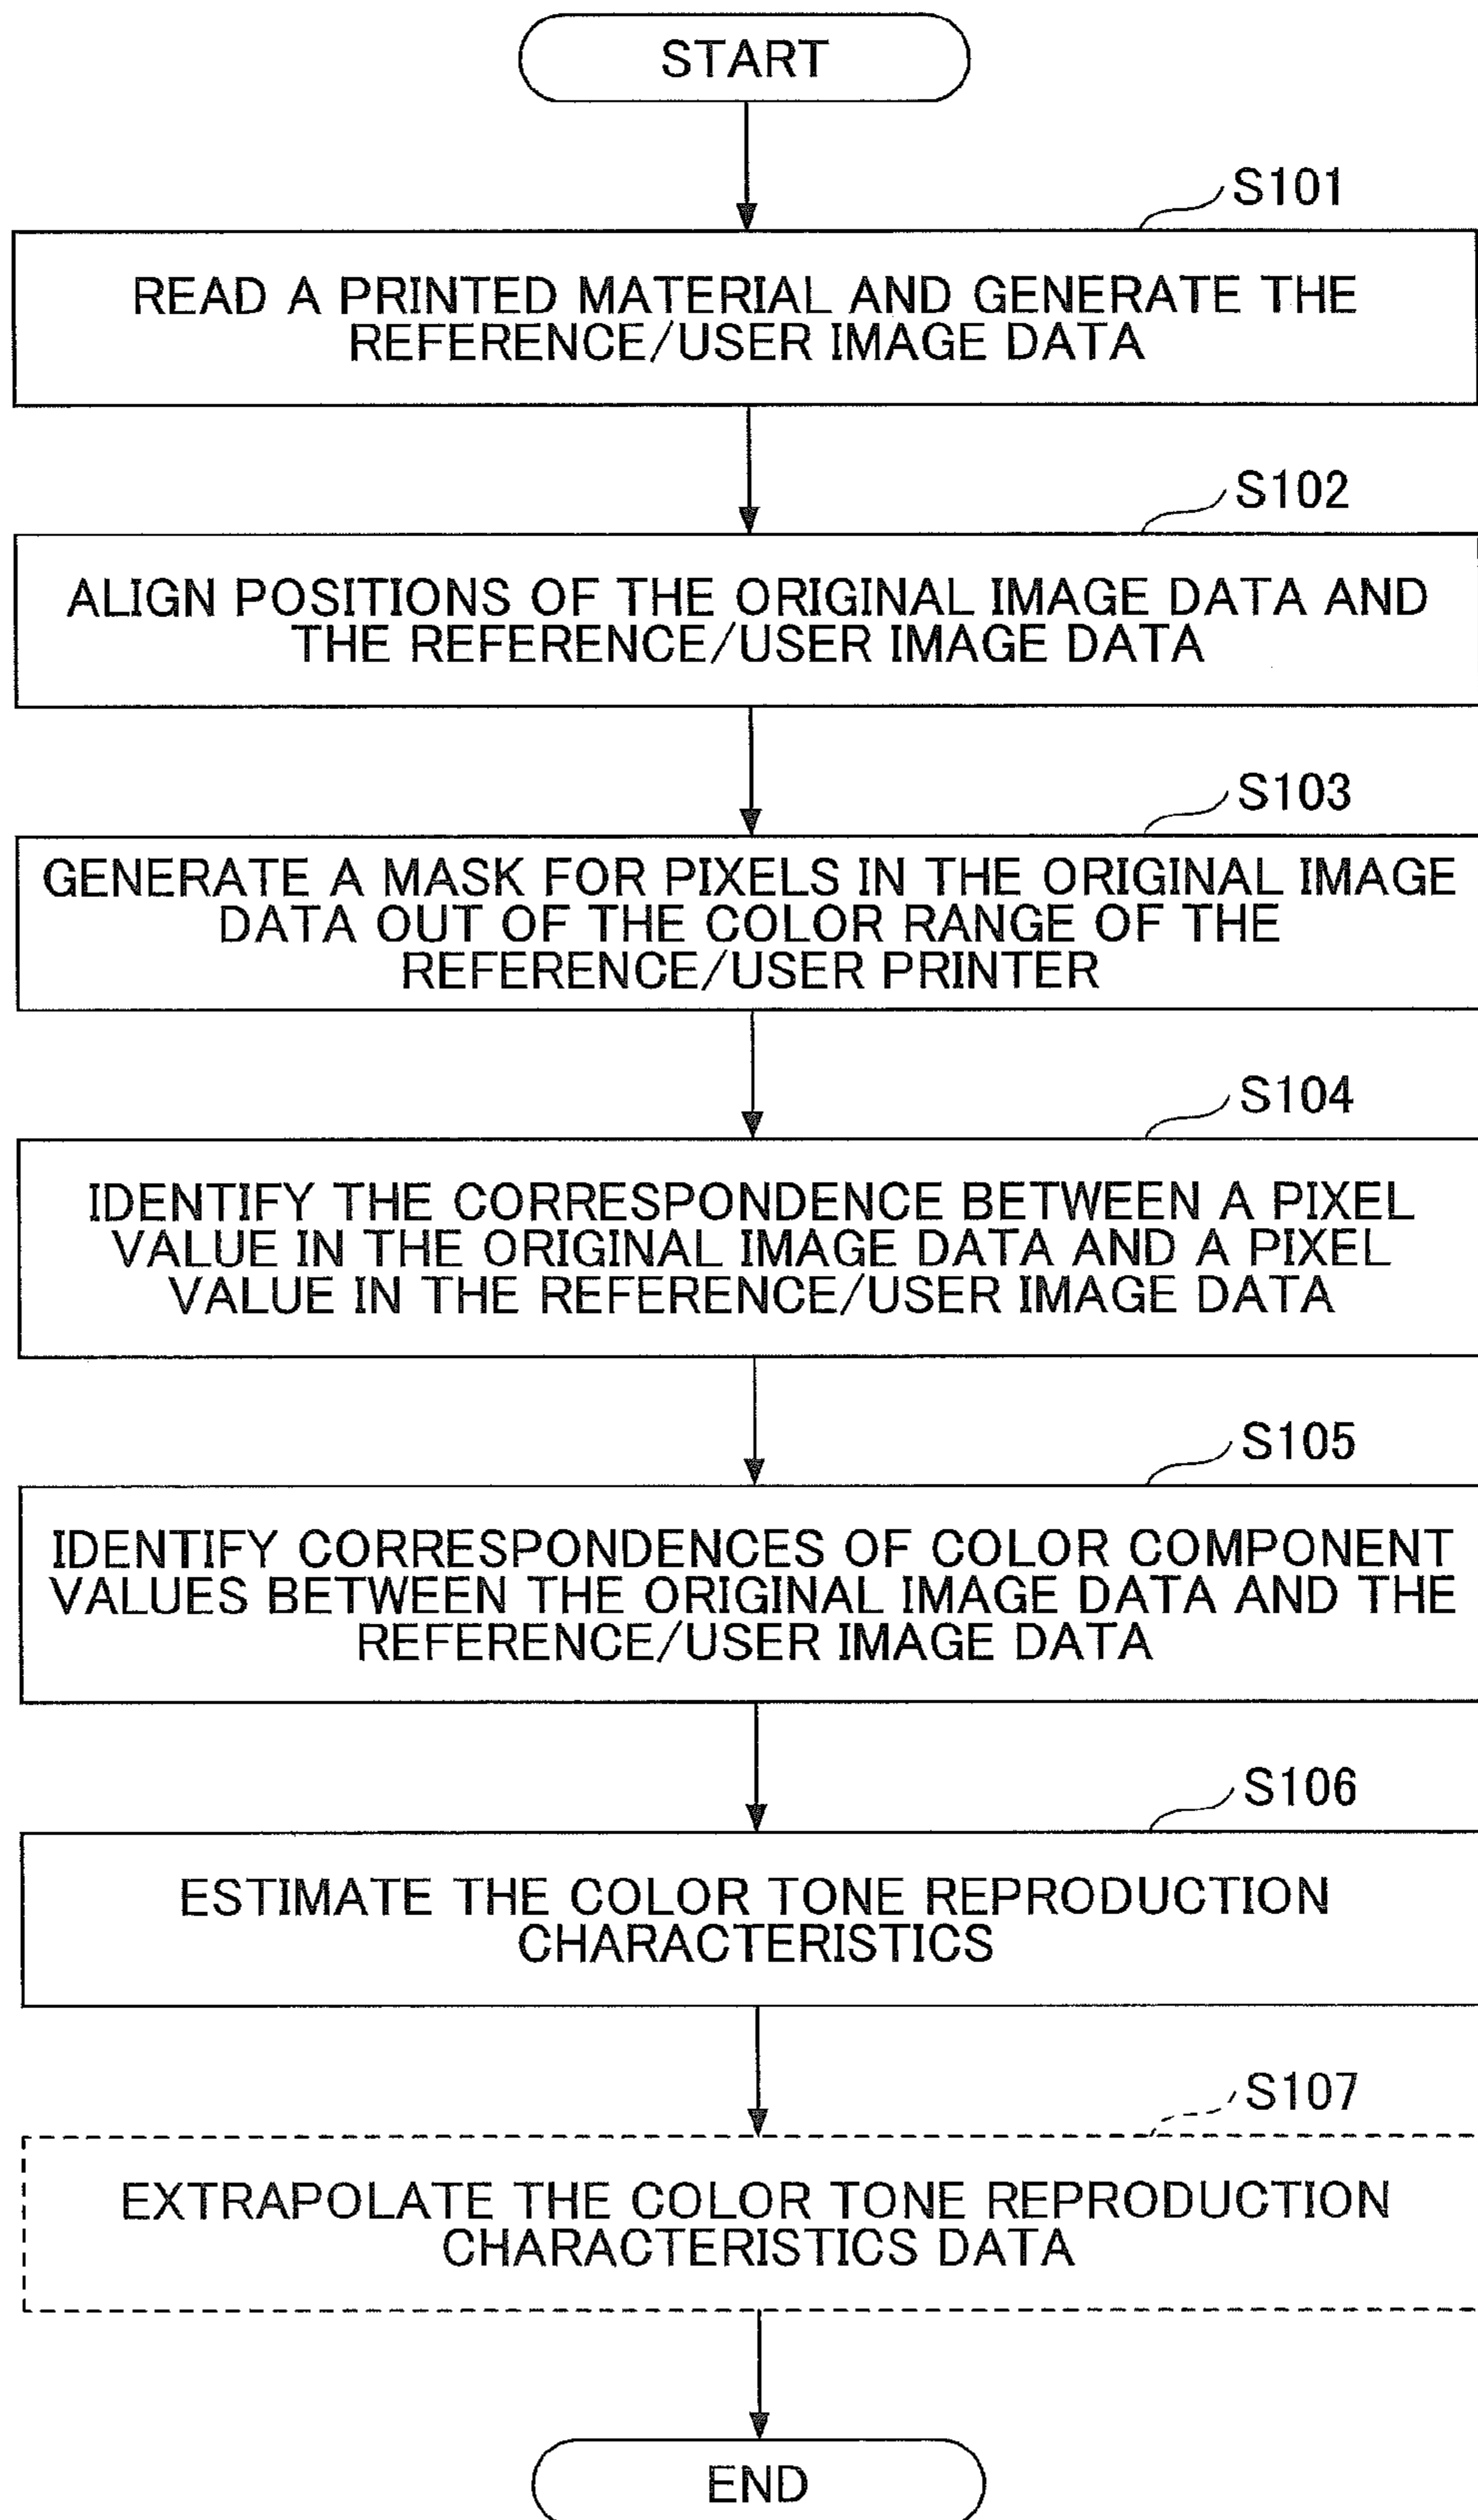 START
S101
READ A PRINTED MATERIAL AND GENERATE THE
REFERENCE/USER IMAGE DATA
S102
ALIGN POSITIONS OF THE ORIGINAL IMAGE DATA AND
THE REFERENCE/USER IMAGE DATA
S103
GENERATE A MASK FOR PIXELS IN THE ORIGINAL IMAGE
DATA OUT OF THE COLOR RANGE OF THE
REFERENCE/USER PRINTER
S104
IDENTIFY THE CORRESPONDENCE BETWEEN A PIXEL
VALUE IN THE ORIGINAL IMAGE DATA AND A PIXEL
VALUE IN THE REFERENCE/USER IMAGE DATA
S105
IDENTIFY CORRESPONDENCES OF COLOR COMPONENT
VALUES BETWEEN THE ORIGINAL IMAGE DATA AND THE
REFERENCE/USER IMAGE DATA
S106
ESTIMATE THE COLOR TONE REPRODUCTION
CHARACTERISTICS
S107
EXTRAPOLATE THE COLOR TONE REPRODUCTION
CHARACTERISTICS DATA
END